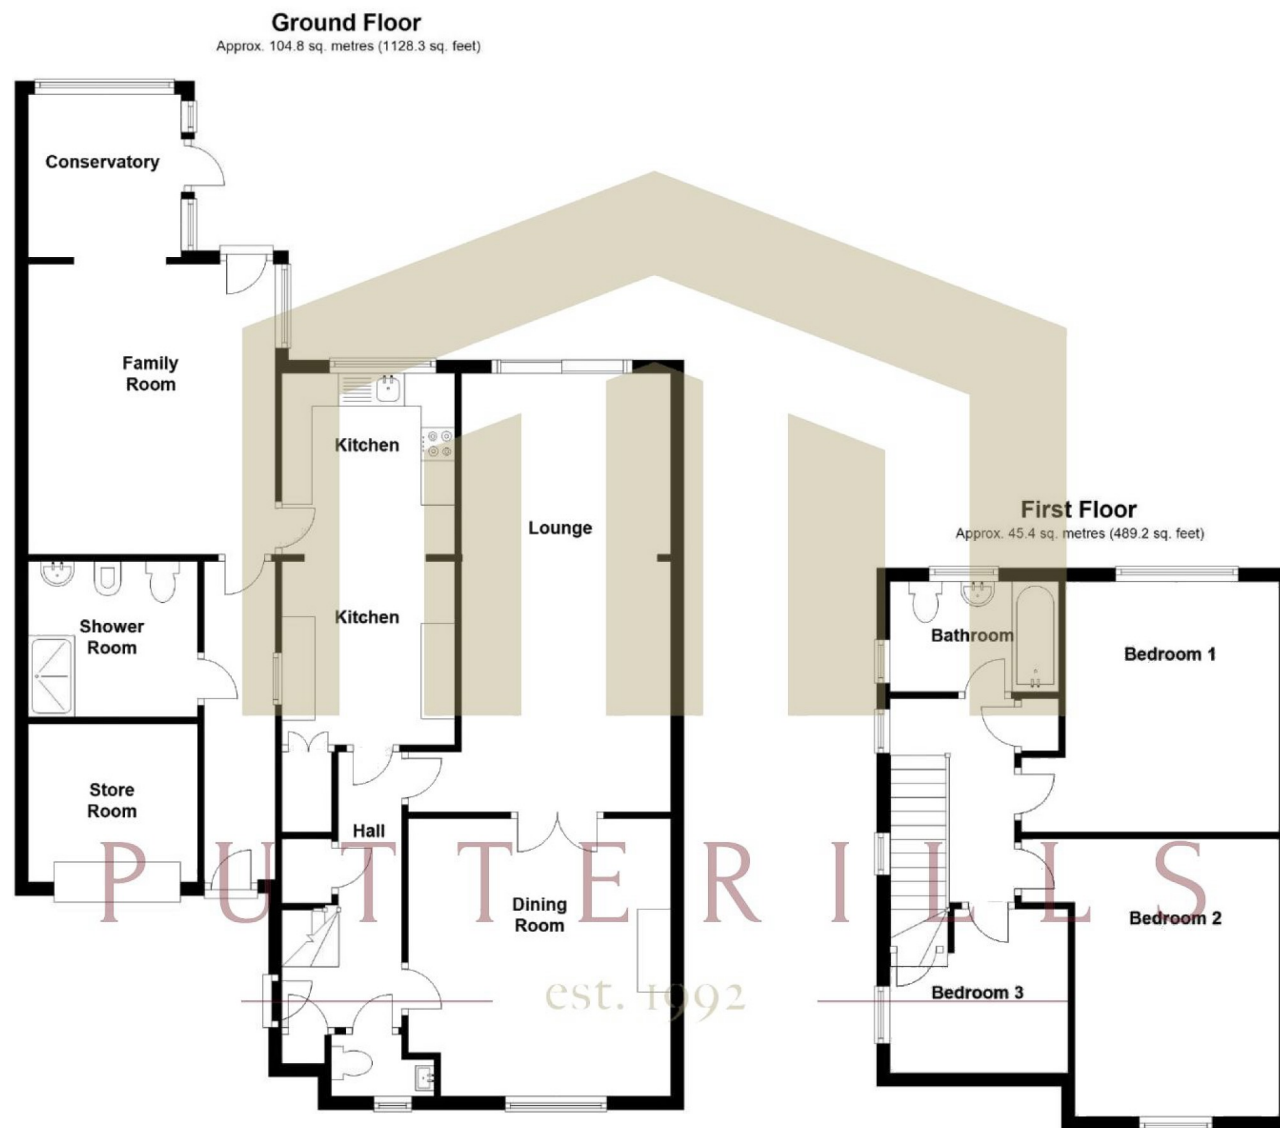 Ground Floor
Approx. 104.8 sq. metres (1128.3 sq. feet)
Conservatory
Family
Room
Kitchen
Lounge
Kitchen
Shower
Room
Store
Room
Hall
Dining
Room
First Floor
Approx. 45.4 sq. metres (489.2 sq. feet)
Bathroom
Bedroom 1
Bedroom 2
Bedroom 3
PUTTERILLS
est. 1992